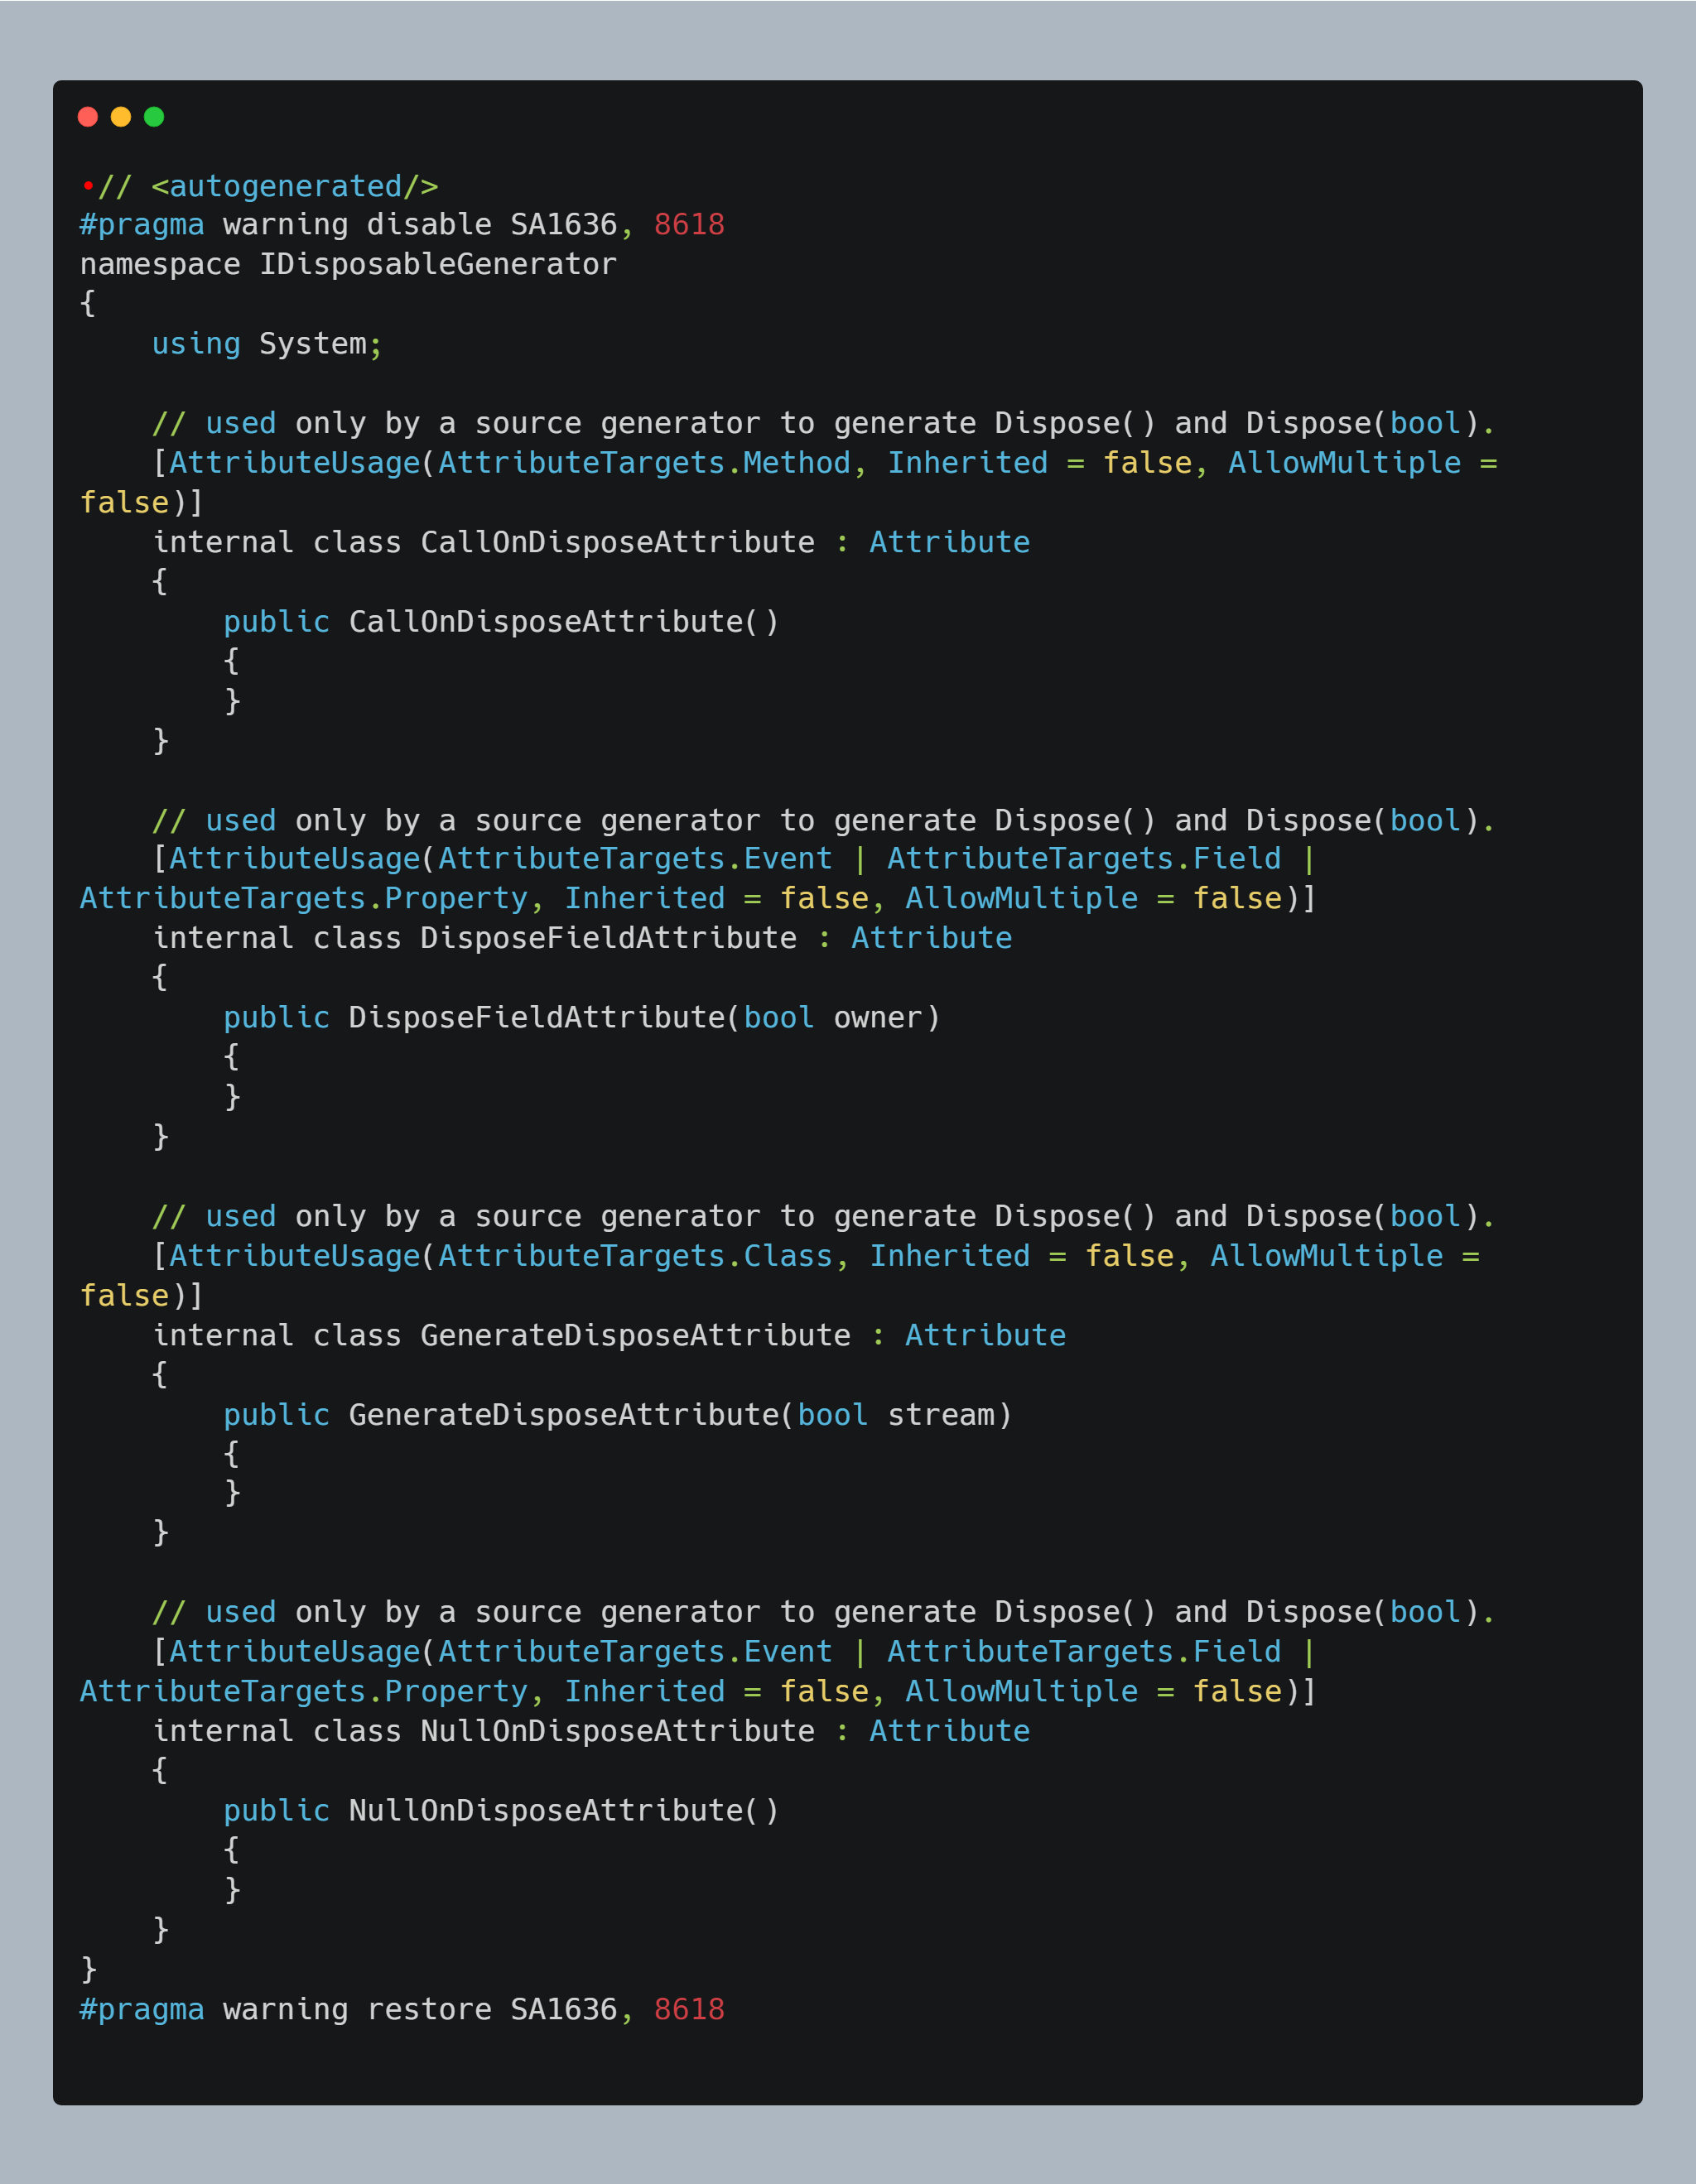 •// <autogenerated/>
#pragma warning disable SA1636, 8618
namespace IDisposableGenerator
{
    using System;

    // used only by a source generator to generate Dispose() and Dispose(bool).
    [AttributeUsage(AttributeTargets.Method, Inherited = false, AllowMultiple =
false)]
    internal class CallOnDisposeAttribute : Attribute
    {
        public CallOnDisposeAttribute()
        {
        }
    }

    // used only by a source generator to generate Dispose() and Dispose(bool).
    [AttributeUsage(AttributeTargets.Event | AttributeTargets.Field |
AttributeTargets.Property, Inherited = false, AllowMultiple = false)]
    internal class DisposeFieldAttribute : Attribute
    {
        public DisposeFieldAttribute(bool owner)
        {
        }
    }

    // used only by a source generator to generate Dispose() and Dispose(bool).
    [AttributeUsage(AttributeTargets.Class, Inherited = false, AllowMultiple =
false)]
    internal class GenerateDisposeAttribute : Attribute
    {
        public GenerateDisposeAttribute(bool stream)
        {
        }
    }

    // used only by a source generator to generate Dispose() and Dispose(bool).
    [AttributeUsage(AttributeTargets.Event | AttributeTargets.Field |
AttributeTargets.Property, Inherited = false, AllowMultiple = false)]
    internal class NullOnDisposeAttribute : Attribute
    {
        public NullOnDisposeAttribute()
        {
        }
    }
}
#pragma warning restore SA1636, 8618